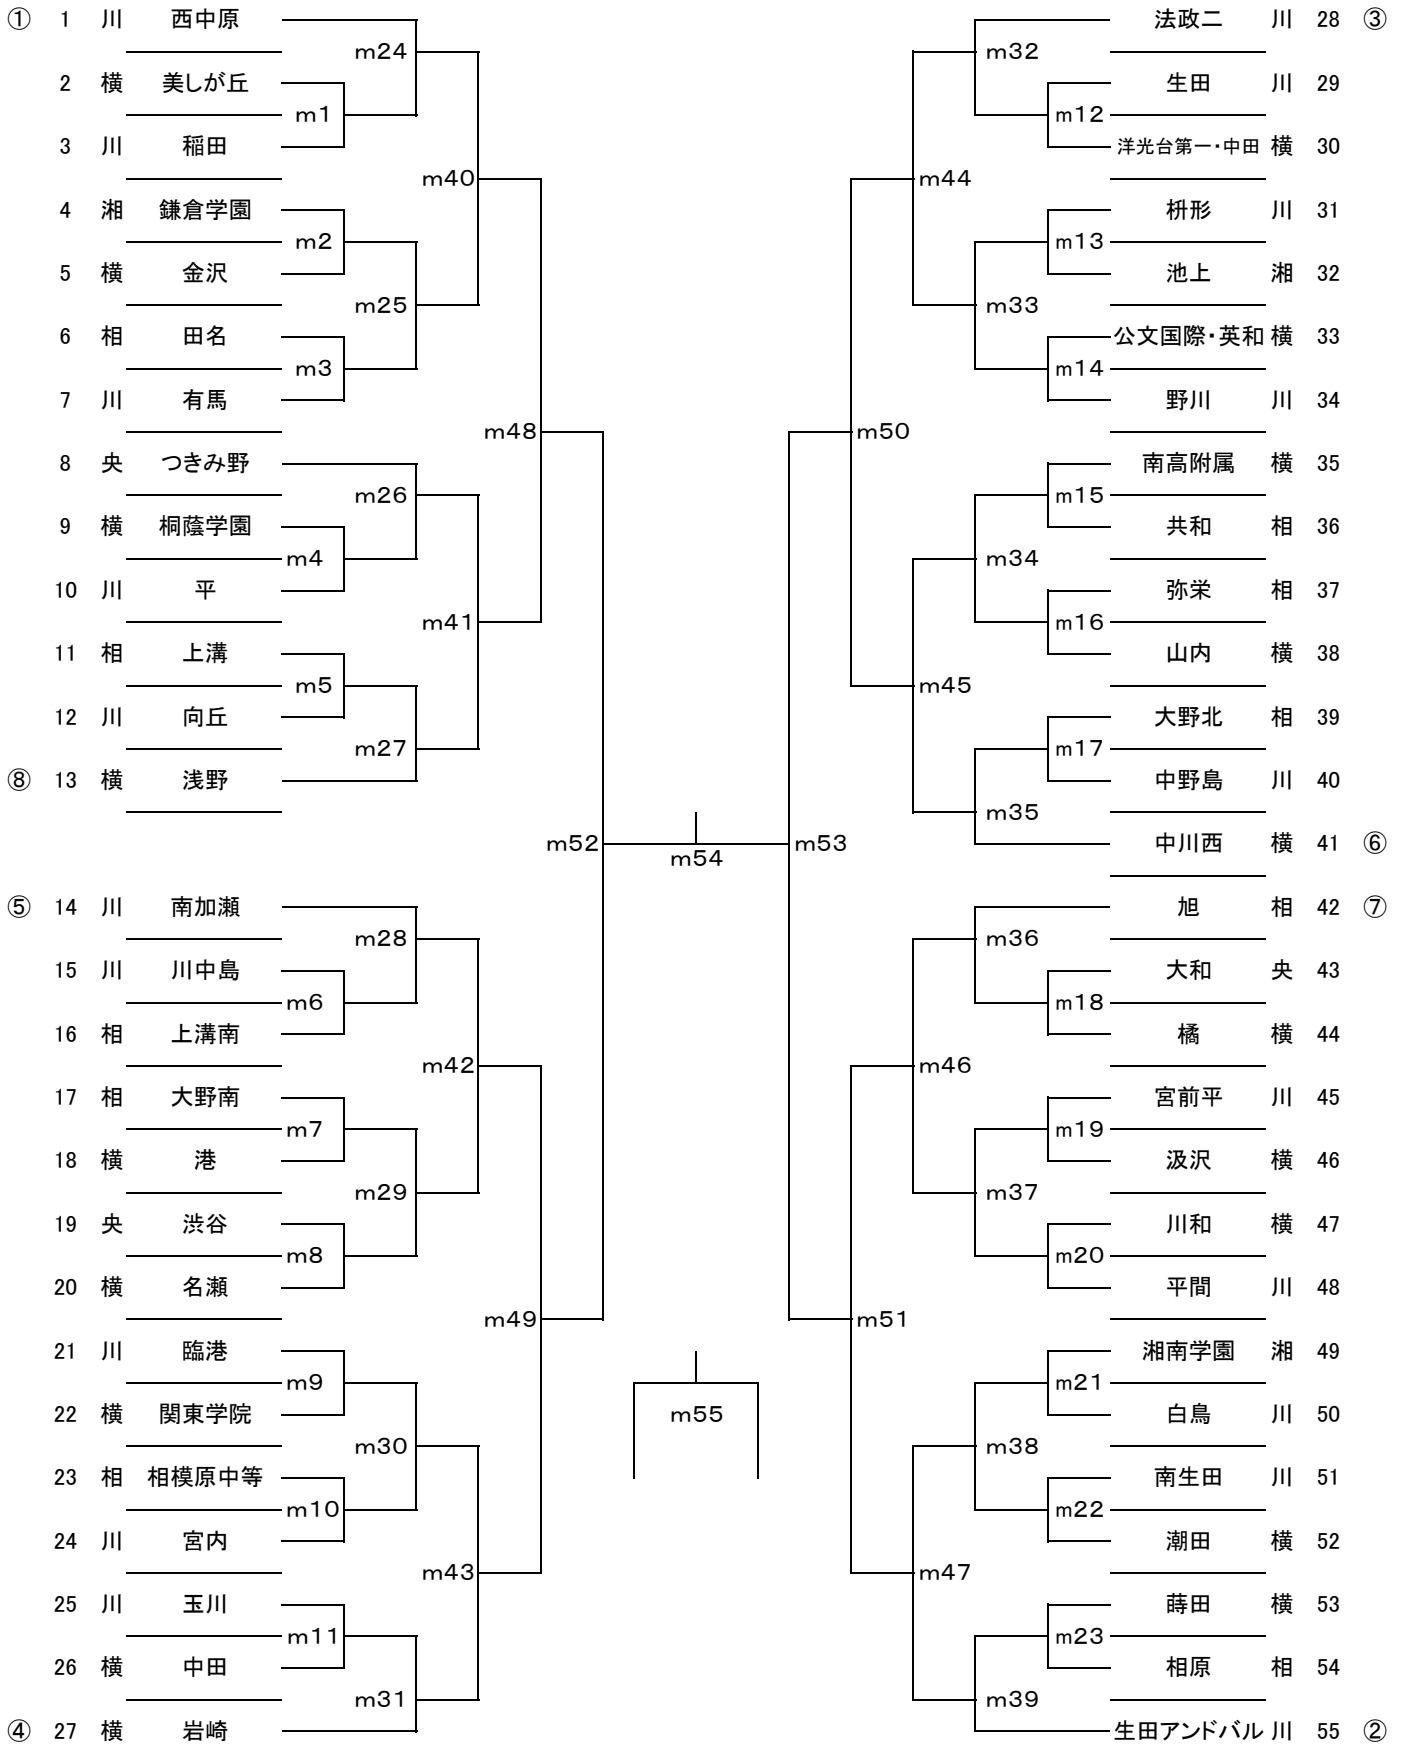 ① 1 川 西中原
m24
2 横 美しが丘
m1
3 川 稲田
m40
4 湘 鎌倉学園
m2
5 横 金沢
m25
6 相 田名
m3
7 川 有馬
m48
8 央 つきみ野
m26
9 横 桐蔭学園
m4
10 川 平
m41
11 相 上溝
m5
12 川 向丘
m27
⑧ 13 横 浅野
m52
⑤ 14 川 南加瀬
m28
15 川 川中島
m6
16 相 上溝南
m42
17 相 大野南
m7
18 横 港
m29
19 央 渋谷
m8
20 横 名瀬
m49
21 川 臨港
m9
22 横 関東学院
m30
23 相 相模原中等
m10
24 川 宮内
m43
25 川 玉川
m11
26 横 中田
m31
④ 27 横 岩崎
m54
m55
法政二 川 28 ③
m32
生田 川 29
m12
洋光台第一・中田 横 30
m44
枡形 川 31
m13
池上 湘 32
m33
公文国際・英和 横 33
m14
野川 川 34
m50
南高附属 横 35
m15
共和 相 36
m34
弥栄 相 37
m16
山内 横 38
m45
大野北 相 39
m17
中野島 川 40
m35
中川西 横 41 ⑥
m53
旭 相 42 ⑦
m36
大和 央 43
m18
橘 横 44
m46
宮前平 川 45
m19
汲沢 横 46
m37
川和 横 47
m20
平間 川 48
m51
湘南学園 湘 49
m21
白鳥 川 50
m38
南生田 川 51
m22
潮田 横 52
m47
蒔田 横 53
m23
相原 相 54
m39
生田アンドバル 川 55 ②